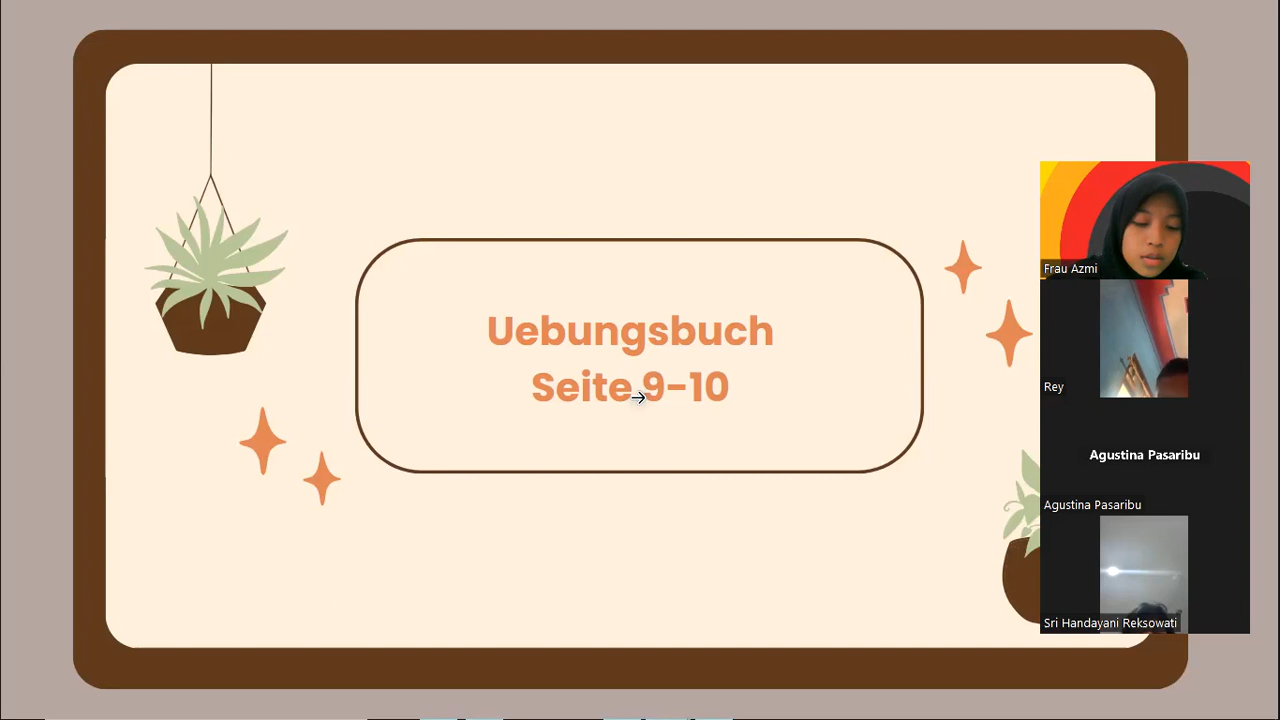 Uebungsbuch
Seite 9-10
Frau Azmi
Rey
Agustina Pasaribu
Agustina Pasaribu
Sri Handayani Reksowati